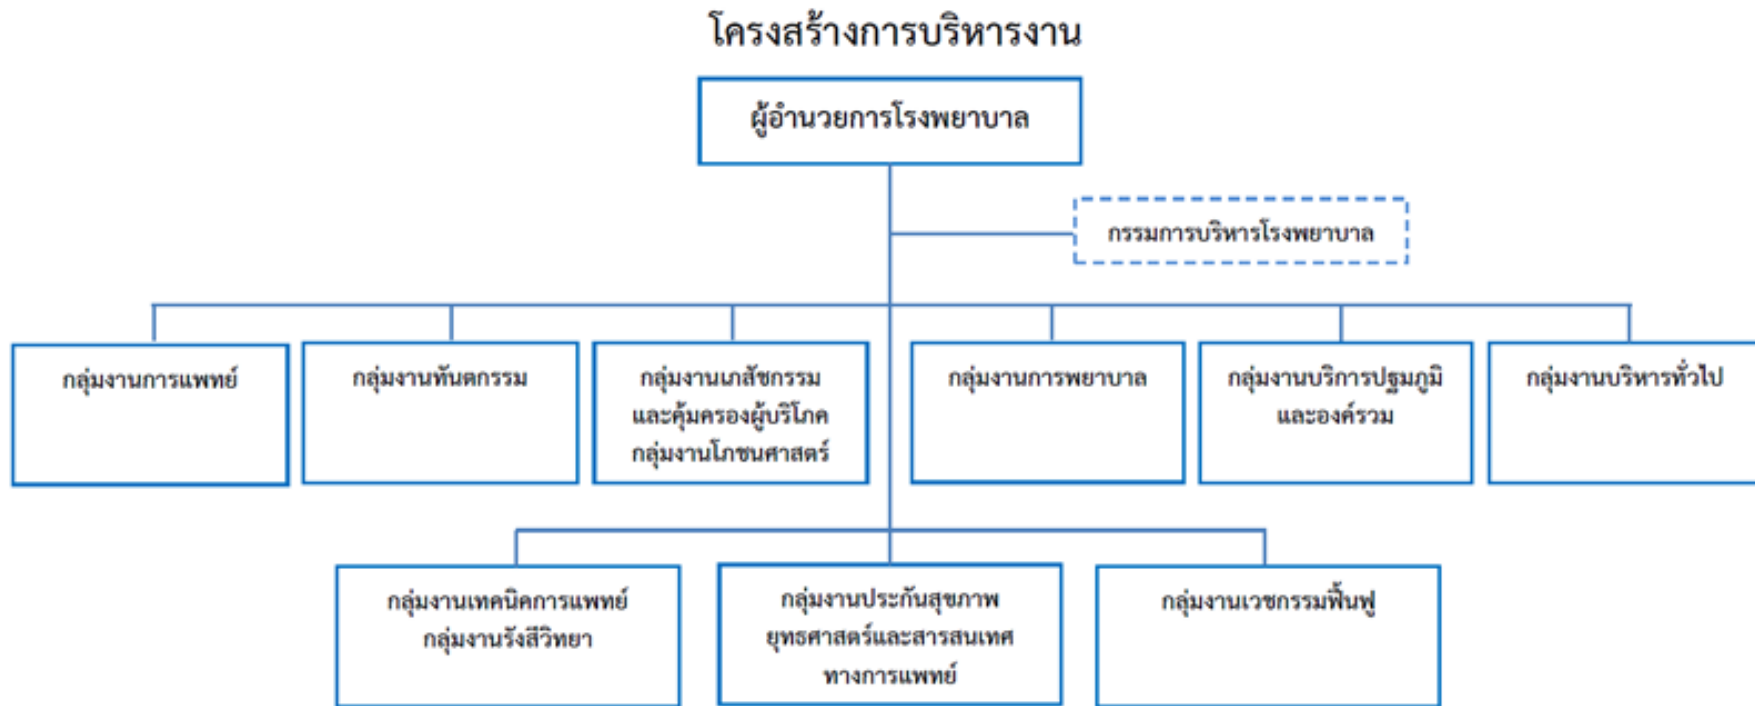 โครงสร้างการบริหารงาน
ผู้อำนวยการโรงพยาบาล
กรรมการบริหารโรงพยาบาล
กลุ่มงานการแพทย์
กลุ่มงานทันตกรรม
กลุ่มงานเภสัชกรรม
และคุ้มครองผู้บริโภค
กลุ่มงานโภชนศาสตร์
กลุ่มงานการพยาบาล
กลุ่มงานบริการปฐมภูมิ
และองค์รวม
กลุ่มงานบริหารทั่วไป
กลุ่มงานเทคนิคการแพทย์
กลุ่มงานรังสีวิทยา
กลุ่มงานประกันสุขภาพ
ยุทธศาสตร์และสารสนเทศ
ทางการแพทย์
กลุ่มงานเวชกรรมฟื้นฟู